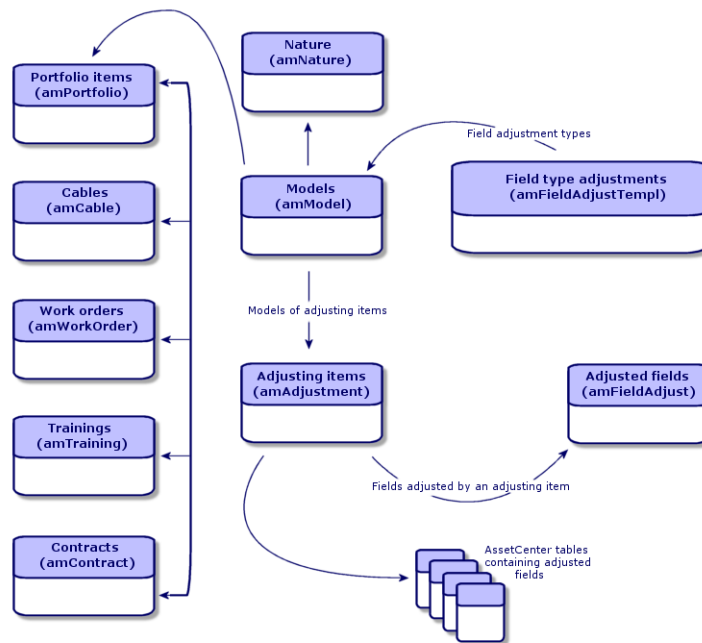 Nature
(amNature)
Portfolio items
(amPortfolio)
Field adjustment types
Cables
(amCable)
Models
(amModel)
Field type adjustments
(amFieldAdjustTempl)
Models of adjusting items
Work orders
(amWorkOrder)
Adjusting items
(amAdjustment)
Adjusted fields
(amFieldAdjust)
Trainings
(amTraining)
Fields adjusted by an adjusting item
Contracts
(amContract)
AssetCenter tables
containing adjusted
fields